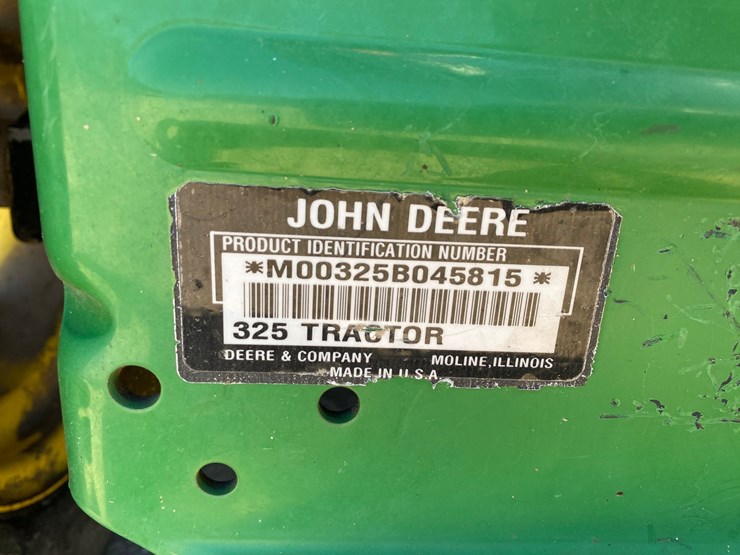 JOHN DEERE
PRODUCT IDENTIFICATION NUMBER
*M00325B045815*
325 TRACTOR
DEERE & COMPANY MOLINE, ILLINOIS
MADE IN U.S.A